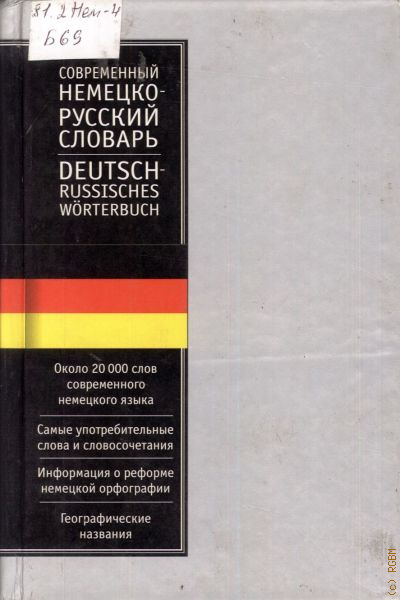 81.2 Нем-4
Б69
СОВРЕМЕННЫЙ
НЕМЕЦКО-
РУССКИЙ
СЛОВАРЬ
DEUTSCH-
RUSSISCHES
WÖRTERBUCH
Около 20 000 слов
современного
немецкого языка
Самые употребительные
слова и словосочетания
Информация о реформе
немецкой орфографии
Географические
названия
(c) RGBM